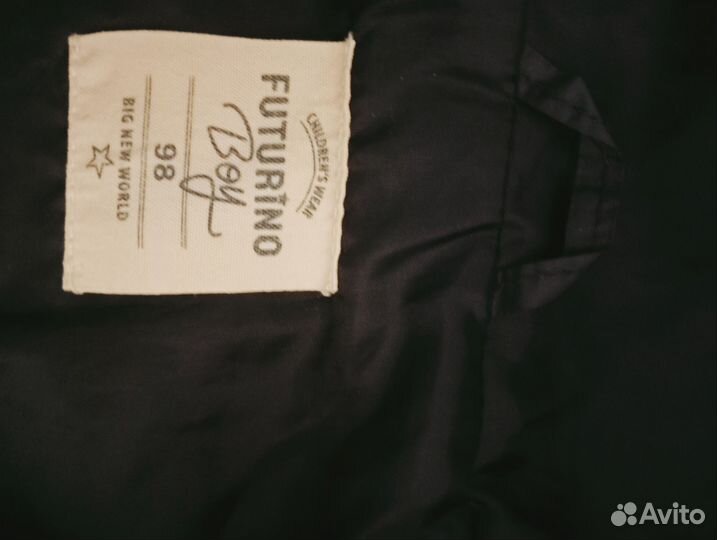 CHILDREN'S WEAR
FUTURINO
Boy
98
BIG NEW WORLD
Avito